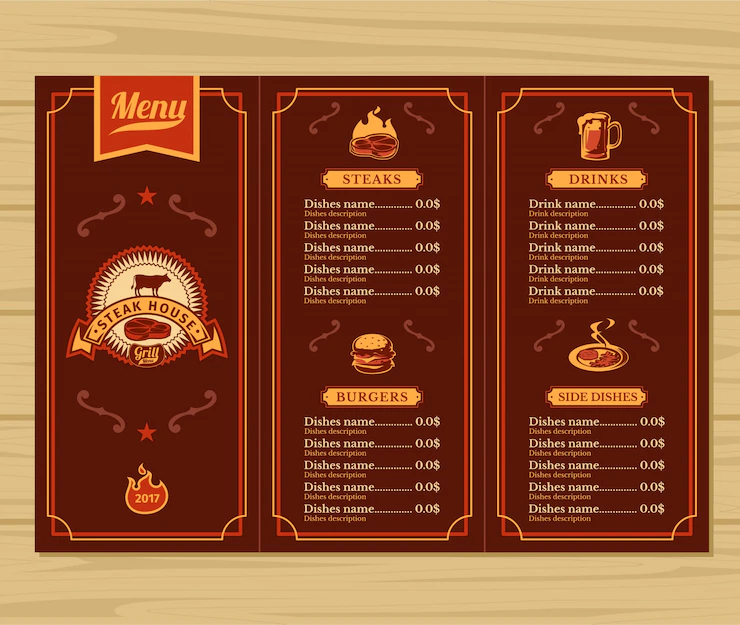 Menu
STEAK HOUSE
Grill
2017
STEAKS
Dishes name............. 0.0$
Dishes description
Dishes name............. 0.0$
Dishes description
Dishes name............. 0.0$
Dishes description
Dishes name............. 0.0$
Dishes description
Dishes name............. 0.0$
Dishes description
BURGERS
Dishes name............. 0.0$
Dishes description
Dishes name............. 0.0$
Dishes description
Dishes name............. 0.0$
Dishes description
Dishes name............. 0.0$
Dishes description
Dishes name............. 0.0$
Dishes description
DRINKS
Drink name.............. 0.0$
Drink description
Drink name.............. 0.0$
Drink description
Drink name.............. 0.0$
Drink description
Drink name.............. 0.0$
Drink description
Drink name.............. 0.0$
Drink description
SIDE DISHES
Dishes name............. 0.0$
Dishes description
Dishes name............. 0.0$
Dishes description
Dishes name............. 0.0$
Dishes description
Dishes name............. 0.0$
Dishes description
Dishes name............. 0.0$
Dishes description